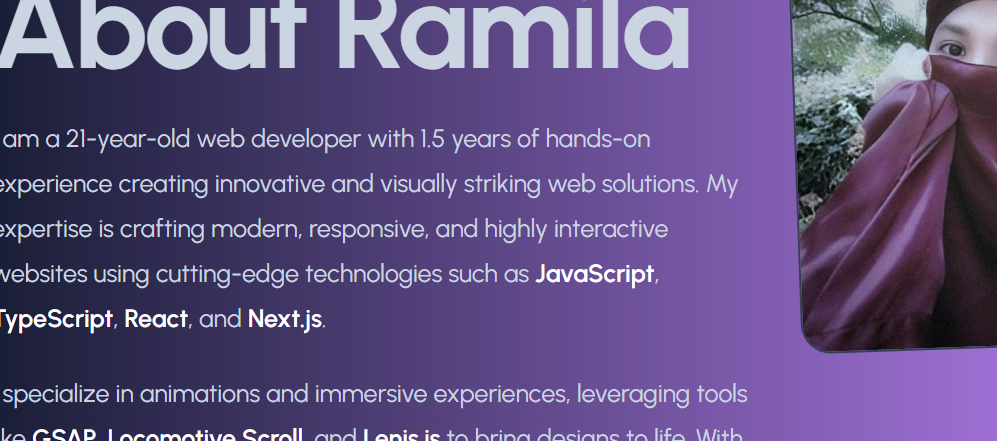 About Ramila
am a 21-year-old web developer with 1.5 years of hands-on
experience creating innovative and visually striking web solutions. My
expertise is crafting modern, responsive, and highly interactive
websites using cutting-edge technologies such as JavaScript,
TypeScript, React, and Next.js.
specialize in animations and immersive experiences, leveraging tools
ke GSAP, Locomotive Scroll, and Lenis.js to bring designs to life. With